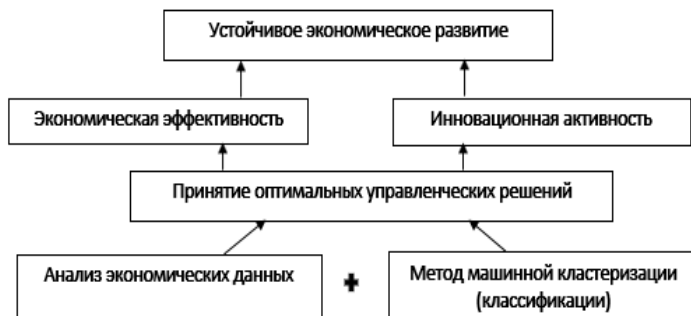 Устойчивое экономическое развитие
Экономическая эффективность
Инновационная активность
Принятие оптимальных управленческих решений
Анализ экономических данных
+
Метод машинной кластеризации
(классификации)